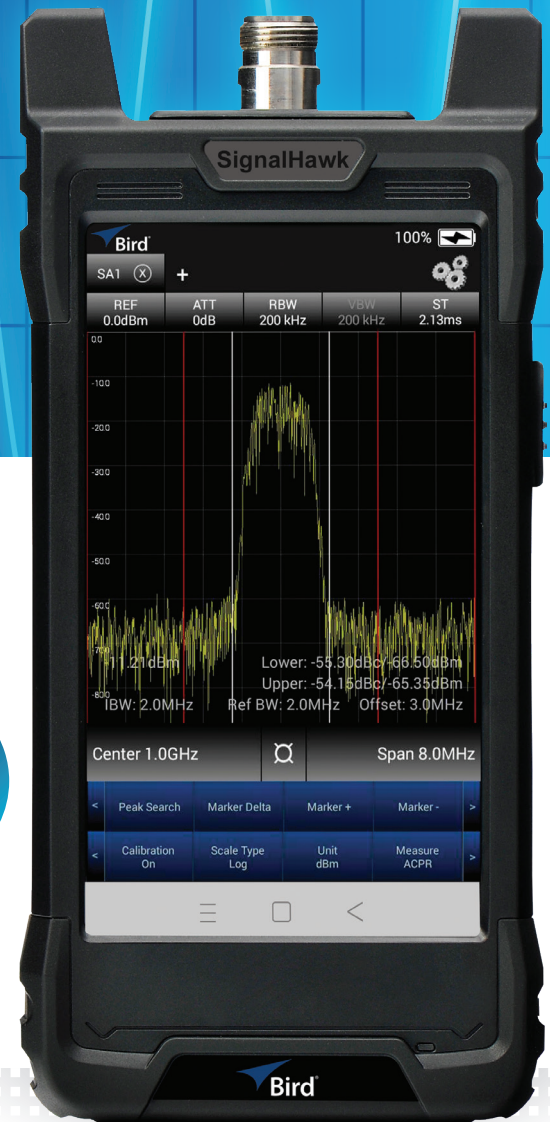 SignalHawk
Bird
100%
SA1 X +
REF ATT RBW VBW ST
0.0dBm 0dB 200 kHz 200 kHz 2.13ms
0.0
-10.0
-20.0
-30.0
-40.0
-50.0
-60.0
-70.0
-11.21dBm Lower: -55.30dBc/-66.50dBm
Upper: -54.15dBc/-65.35dBm
-80.0
IBW: 2.0MHz Ref BW: 2.0MHz Offset: 3.0MHz
Center 1.0GHz Span 8.0MHz
< Peak Search Marker Delta Marker + Marker - >
< Calibration Scale Type Unit Measure >
On Log dBm ACPR
Bird